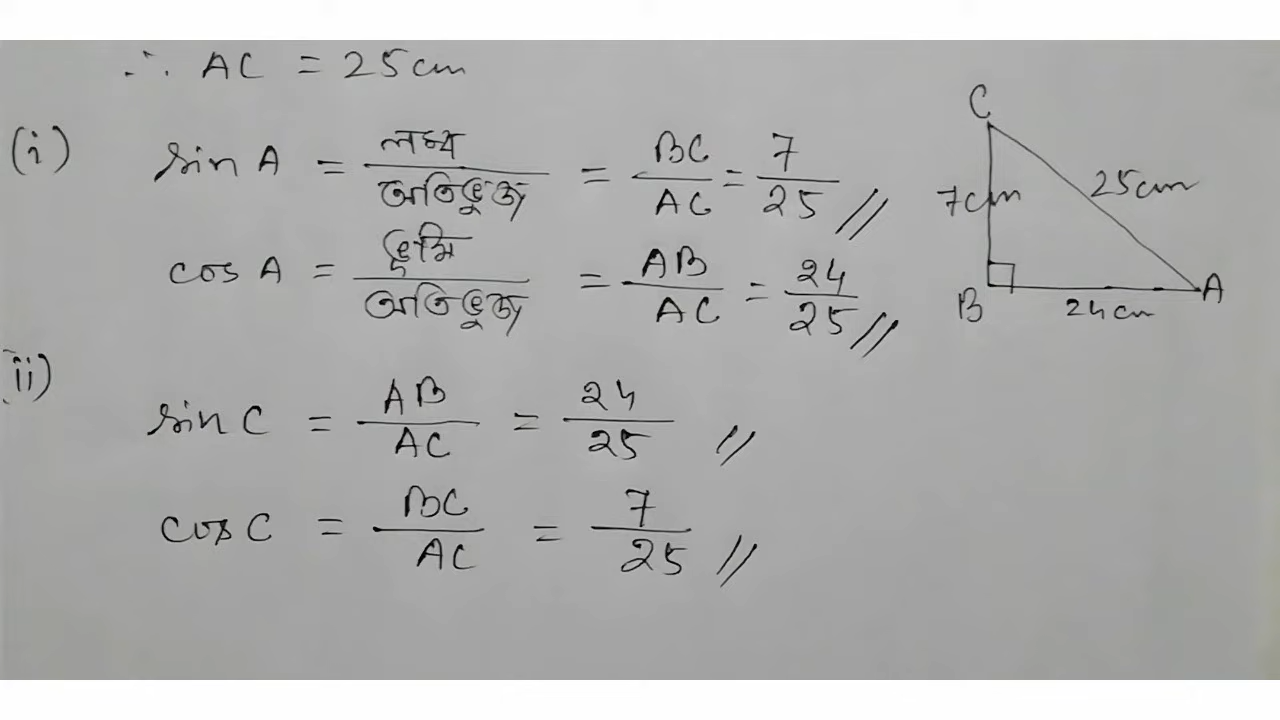 ∴ AC = 25cm
(i) sin A = লম্ব / অতিভুজ = BC / AC = 7 / 25 //
cos A = ভূমি / অতিভুজ = AB / AC = 24 / 25 //
ii) sin C = AB / AC = 24 / 25 //
cos C = BC / AC = 7 / 25 //
C
7cm
25cm
B
24cm
A